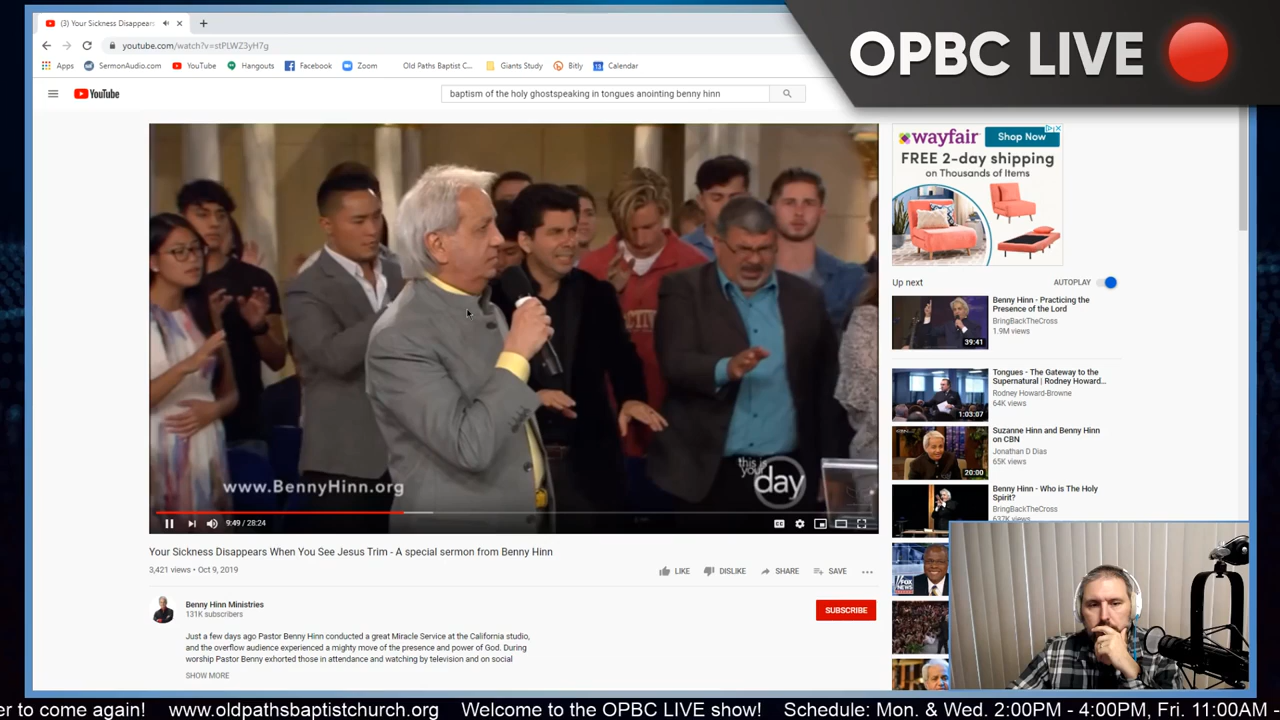 (3) Your Sickness Disappears
youtube.com/watch?v=stPLWZ3yH7g
OPBC LIVE
Apps SermonAudio.com YouTube Hangouts Facebook Zoom Old Paths Baptist C... Giants Study Bitly Calendar
YouTube
baptism of the holy ghostspeaking in tongues anointing benny hinn
wayfair Shop Now
FREE 2-day shipping
on Thousands of Items
Up next AUTOPLAY
Benny Hinn - Practicing the
Presence of the Lord
BringBackTheCross
1.9M views
39:41
Tongues - The Gateway to the
Supernatural | Rodney Howard...
Rodney Howard-Browne
64K views
1:03:07
Suzanne Hinn and Benny Hinn
on CBN
Jonathan D Dias
65K views
20:00
Benny Hinn - Who is The Holy
Spirit?
BringBackTheCross
637K views
www.BennyHinn.org
this is your day
9:49 / 28:24
Your Sickness Disappears When You See Jesus Trim - A special sermon from Benny Hinn
3,421 views • Oct 9, 2019
LIKE DISLIKE SHARE SAVE
Benny Hinn Ministries
131K subscribers
SUBSCRIBE
Just a few days ago Pastor Benny Hinn conducted a great Miracle Service at the California studio,
and the overflow audience experienced a mighty move of the presence and power of God. During
worship Pastor Benny exhorted those in attendance and watching by television and on social
SHOW MORE
FOX NEWS
er to come again! www.oldpathsbaptistchurch.org Welcome to the OPBC LIVE show! Schedule: Mon. & Wed. 2:00PM - 4:00PM, Fri. 11:00AM -